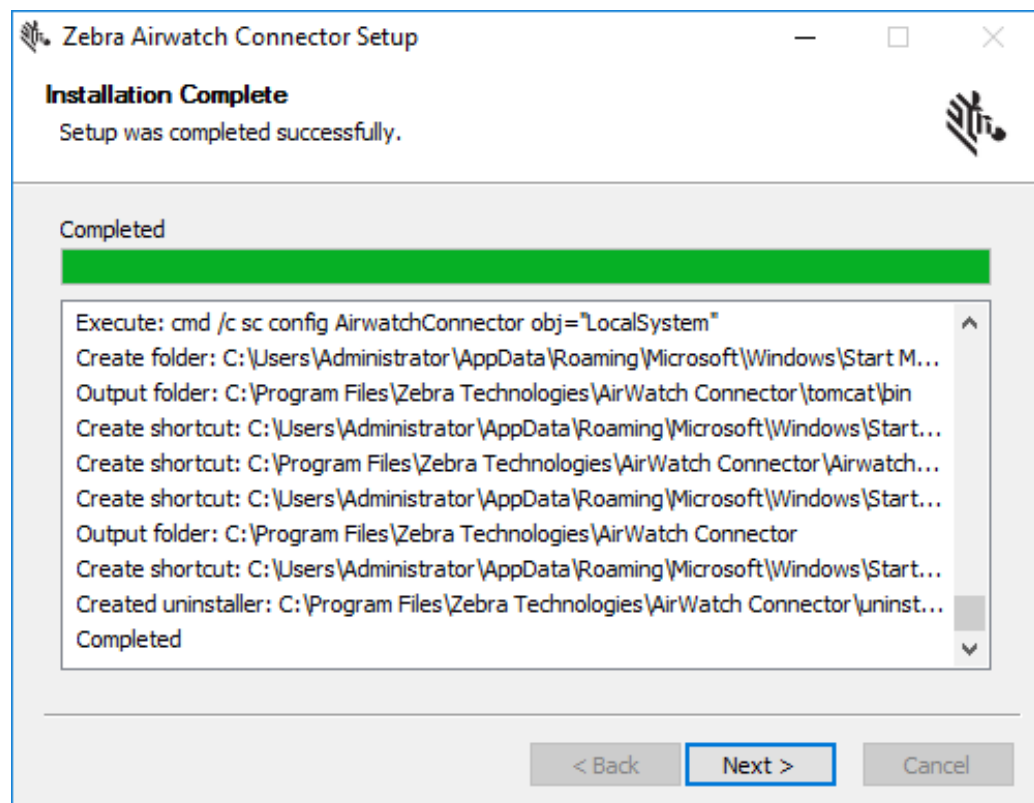 Zebra Airwatch Connector Setup
Installation Complete
Setup was completed successfully.
Completed
Execute: cmd /c sc config AirwatchConnector obj="LocalSystem"
Create folder: C:\Users\Administrator\AppData\Roaming\Microsoft\Windows\Start M...
Output folder: C:\Program Files\Zebra Technologies\AirWatch Connector\tomcat\bin
Create shortcut: C:\Users\Administrator\AppData\Roaming\Microsoft\Windows\Start...
Create shortcut: C:\Program Files\Zebra Technologies\AirWatch Connector\Airwatch...
Create shortcut: C:\Users\Administrator\AppData\Roaming\Microsoft\Windows\Start...
Output folder: C:\Program Files\Zebra Technologies\AirWatch Connector
Create shortcut: C:\Users\Administrator\AppData\Roaming\Microsoft\Windows\Start...
Created uninstaller: C:\Program Files\Zebra Technologies\AirWatch Connector\uninst...
Completed
< Back Next > Cancel